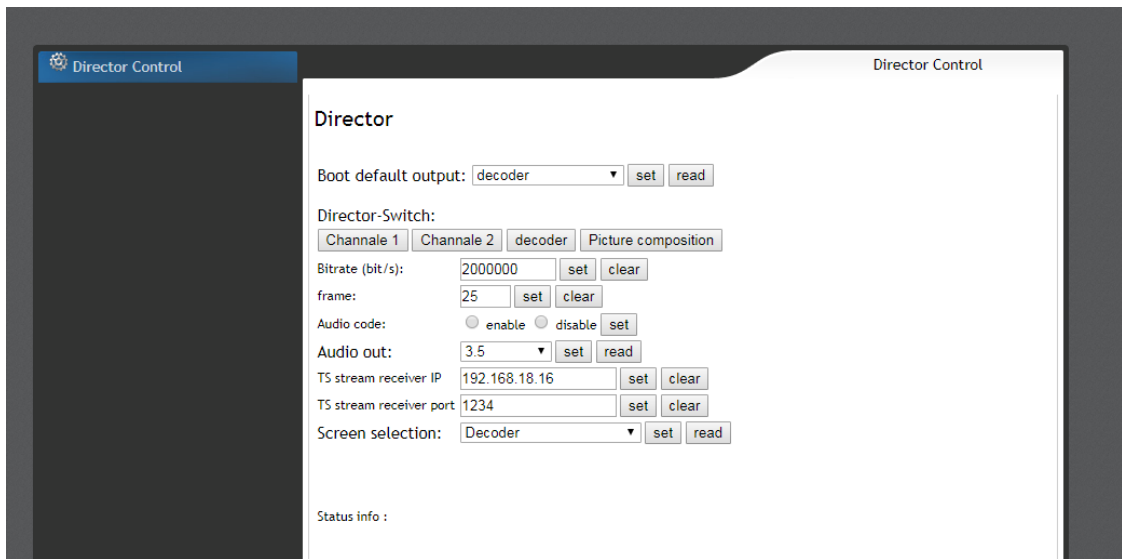 Director Control
Director Control
Director
Boot default output: decoder set read
Director-Switch:
Channale 1 Channale 2 decoder Picture composition
Bitrate (bit/s): 2000000 set clear
frame: 25 set clear
Audio code: enable disable set
Audio out: 3.5 set read
TS stream receiver IP 192.168.18.16 set clear
TS stream receiver port 1234 set clear
Screen selection: Decoder set read
Status info :